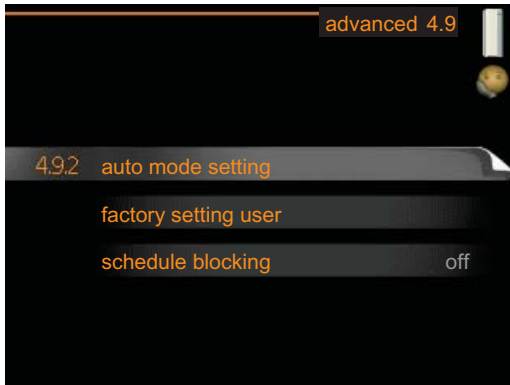 advanced 4.9
4.9.2 auto mode setting
factory setting user
schedule blocking off